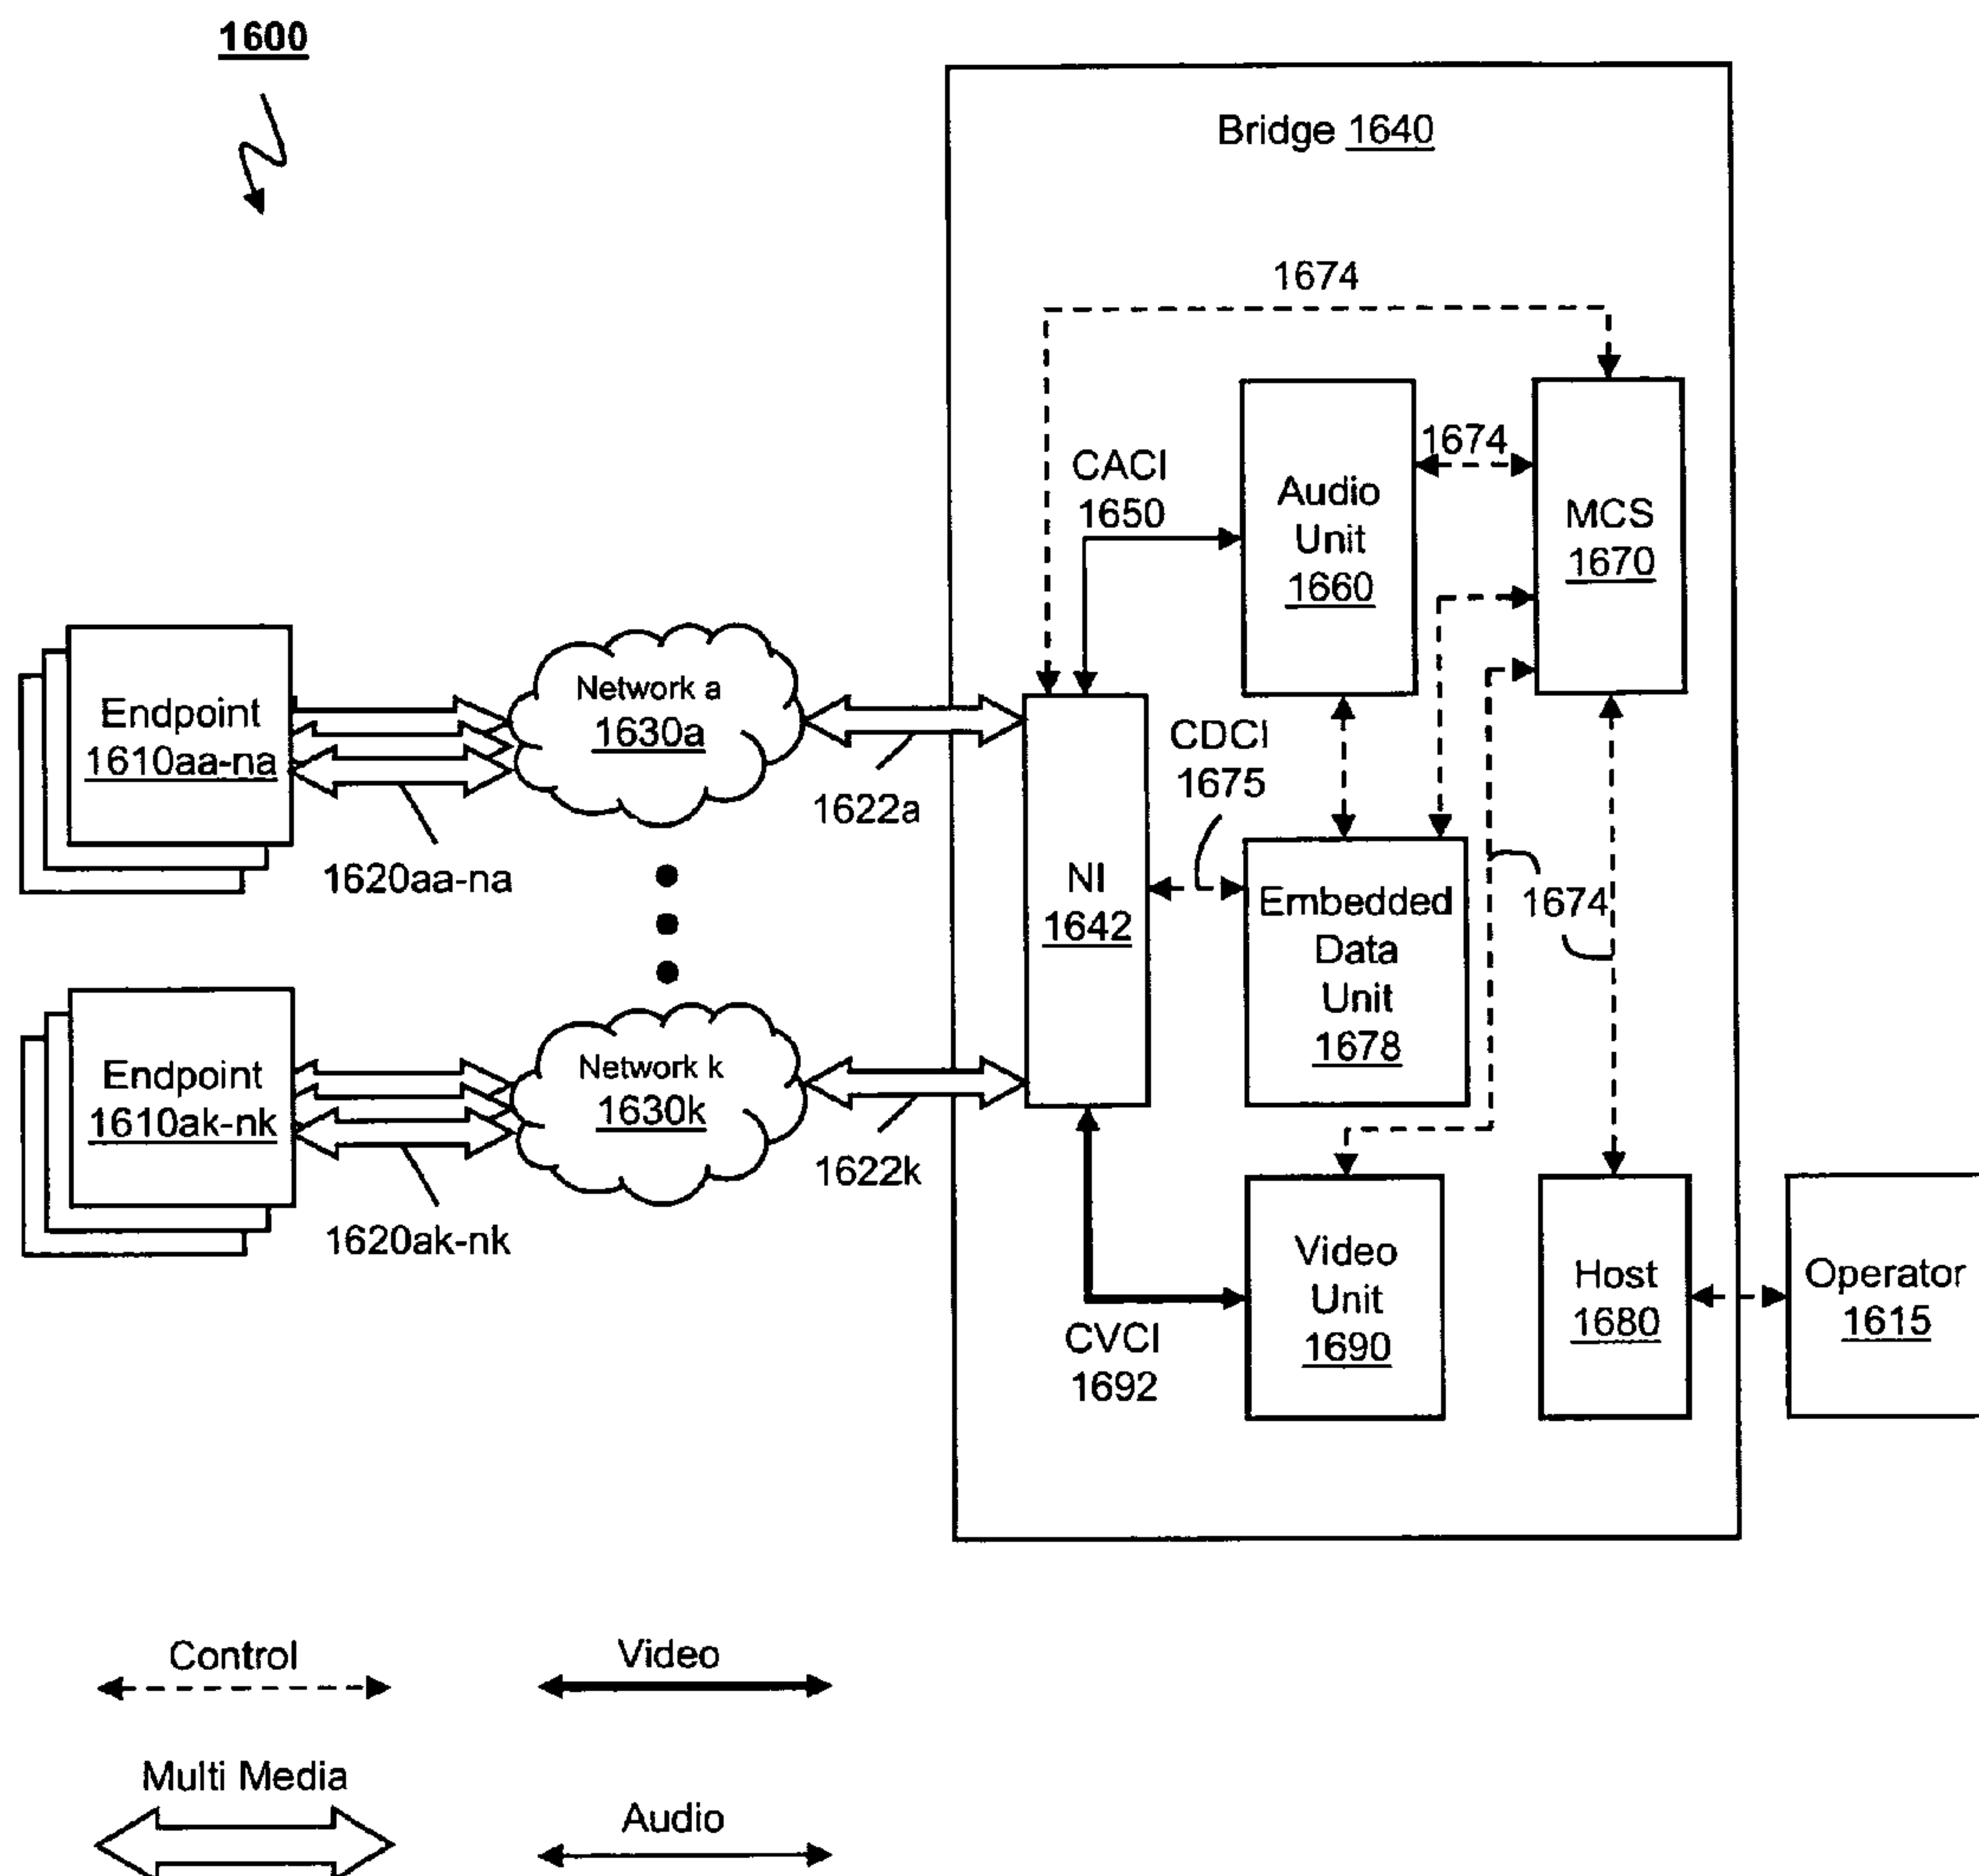 1600
Bridge 1640
1674
1674
CACI
1650
Audio
Unit
1660
MCS
1670
Endpoint
1610aa-na
Network a
1630a
1620aa-na
1622a
CDCI
1675
NI
1642
Embedded
Data
Unit
1678
1674
Endpoint
1610ak-nk
Network k
1630k
1620ak-nk
1622k
CVCI
1692
Video
Unit
1690
Host
1680
Operator
1615
Control
Video
Multi Media
Audio